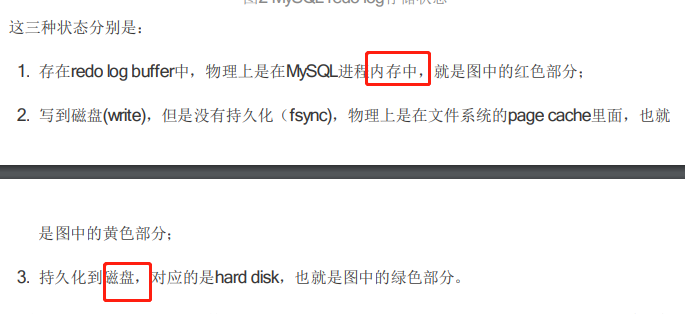 图2 MySQL redo log存储状态
这三种状态分别是：
1. 存在redo log buffer中，物理上是在MySQL进程内存中，就是图中的红色部分；
2. 写到磁盘(write)，但是没有持久化（fsync)，物理上是在文件系统的page cache里面，也就
是图中的黄色部分；
3. 持久化到磁盘，对应的是hard disk，也就是图中的绿色部分。